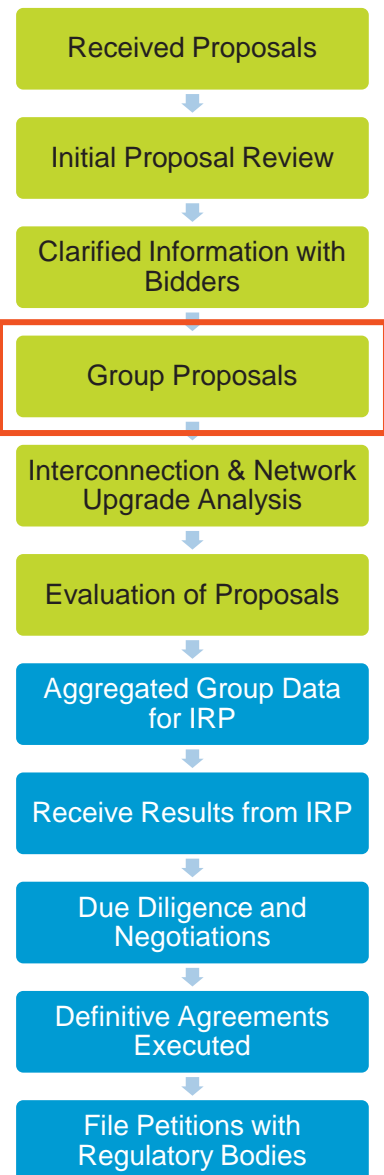 Received Proposals
Initial Proposal Review
Clarified Information with
Bidders
Group Proposals
Interconnection & Network
Upgrade Analysis
Evaluation of Proposals
Aggregated Group Data
for IRP
Receive Results from IRP
Due Diligence and
Negotiations
Definitive Agreements
Executed
File Petitions with
Regulatory Bodies